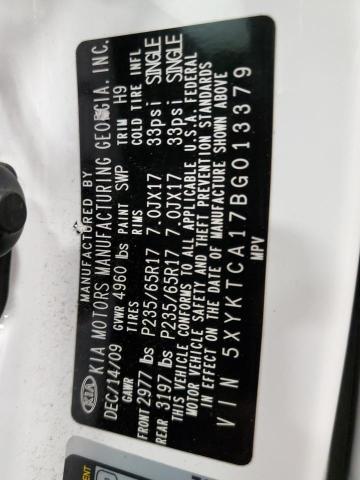 MANUFACTURED BY
KIA KIA MOTORS MANUFACTURING GEORGIA, INC.
DEC/14/09 GVWR 4960 lbs PAINT SWP TRIM H9
GAWR TIRES RIMS COLD TIRE INFL
FRONT 2977 lbs P235/65R17 7.0JX17 33psi SINGLE
REAR 3197 lbs P235/65R17 7.0JX17 33psi SINGLE
THIS VEHICLE CONFORMS TO ALL APPLICABLE U.S.A. FEDERAL
MOTOR VEHICLE SAFETY AND THEFT PREVENTION STANDARDS
IN EFFECT ON THE DATE OF MANUFACTURE SHOWN ABOVE
VIN 5XYKTCA17BG013379
MPV